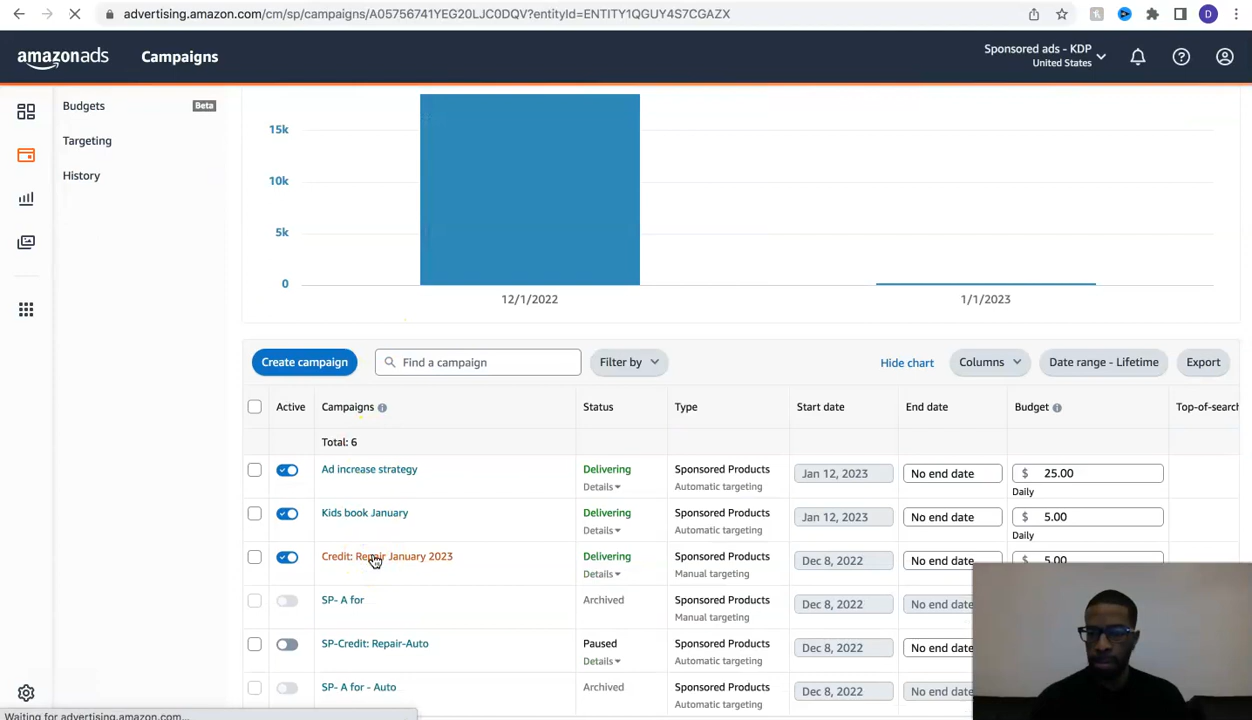 advertising.amazon.com/cm/sp/campaigns/A05756741YEG20LJC0DQV?entityId=ENTITY1QGUY4S7CGAZX
D
amazonads
Campaigns
Sponsored ads - KDP
United States
Budgets
Beta
Targeting
History
15k
10k
5k
0
12/1/2022
1/1/2023
Create campaign
Find a campaign
Filter by
Hide chart
Columns
Date range - Lifetime
Export
Active Campaigns Status Type Start date End date Budget Top-of-search
Total: 6
Ad increase strategy Delivering Sponsored Products Jan 12, 2023 No end date $ 25.00
Details Automatic targeting Daily
Kids book January Delivering Sponsored Products Jan 12, 2023 No end date $ 5.00
Details Automatic targeting Daily
Credit: Repair January 2023 Delivering Sponsored Products Dec 8, 2022 No end date $ 5.00
Details Manual targeting
SP- A for Archived Sponsored Products Dec 8, 2022 No end date
Manual targeting
SP-Credit: Repair-Auto Paused Sponsored Products Dec 8, 2022 No end date
Details Automatic targeting
SP- A for - Auto Archived Sponsored Products Dec 8, 2022 No end date
Automatic targeting
Waiting for advertising.amazon.com...